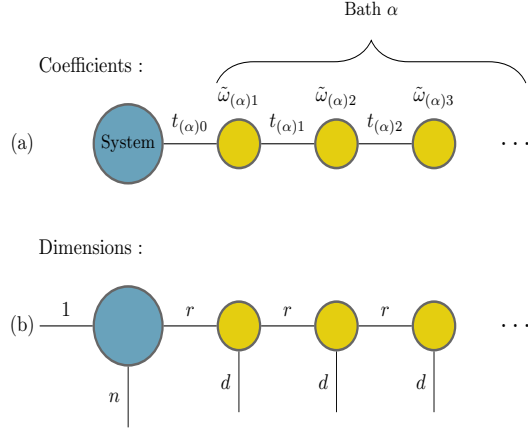 Bath α
Coefficients :
ω̃(α)1 ω̃(α)2 ω̃(α)3
t(α)0 t(α)1 t(α)2
(a) System ···
Dimensions :
1 r r r
(b) ···
n d d d